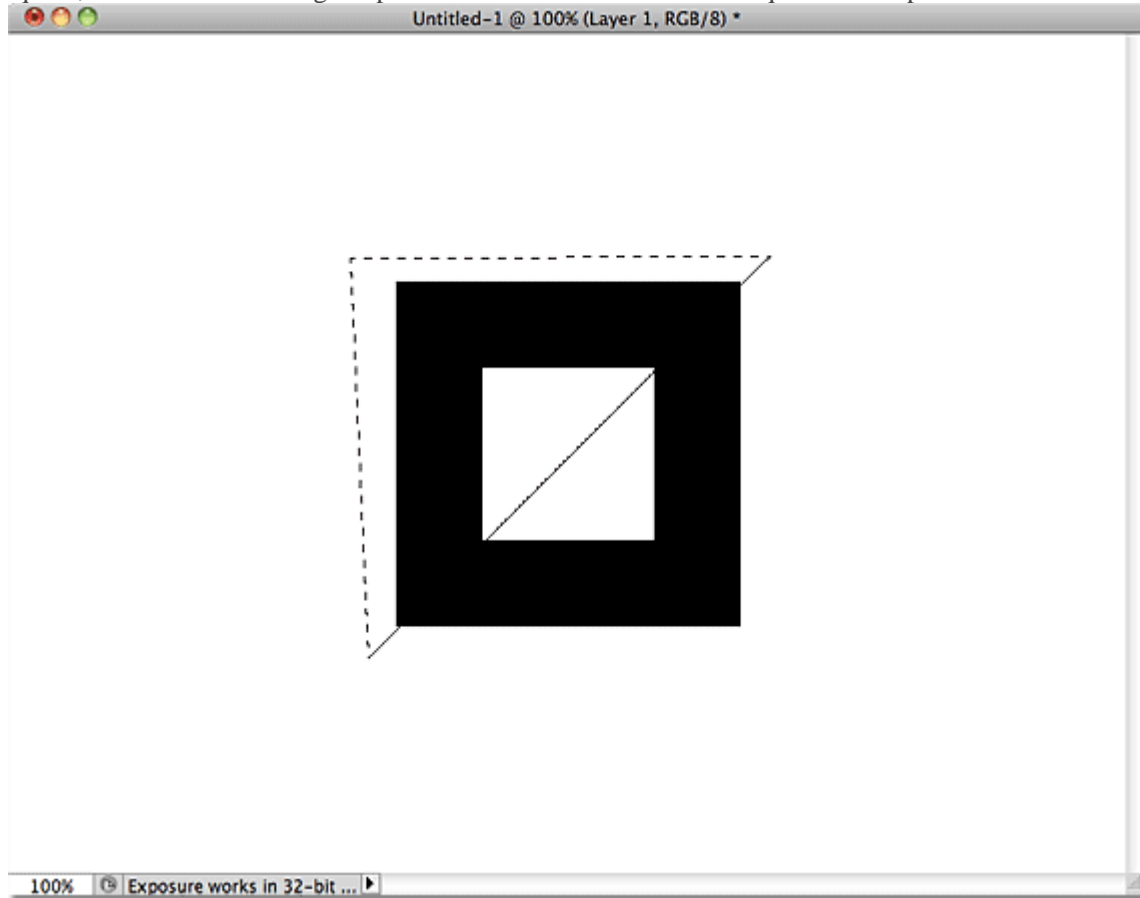 Untitled-1 @ 100% (Layer 1, RGB/8) *
100% Exposure works in 32-bit ...